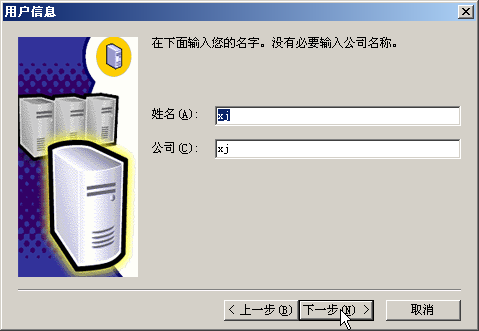 用户信息
在下面输入您的名字。没有必要输入公司名称。
姓名(A): xj
公司(C): xj
< 上一步(B) 下一步(N) > 取消